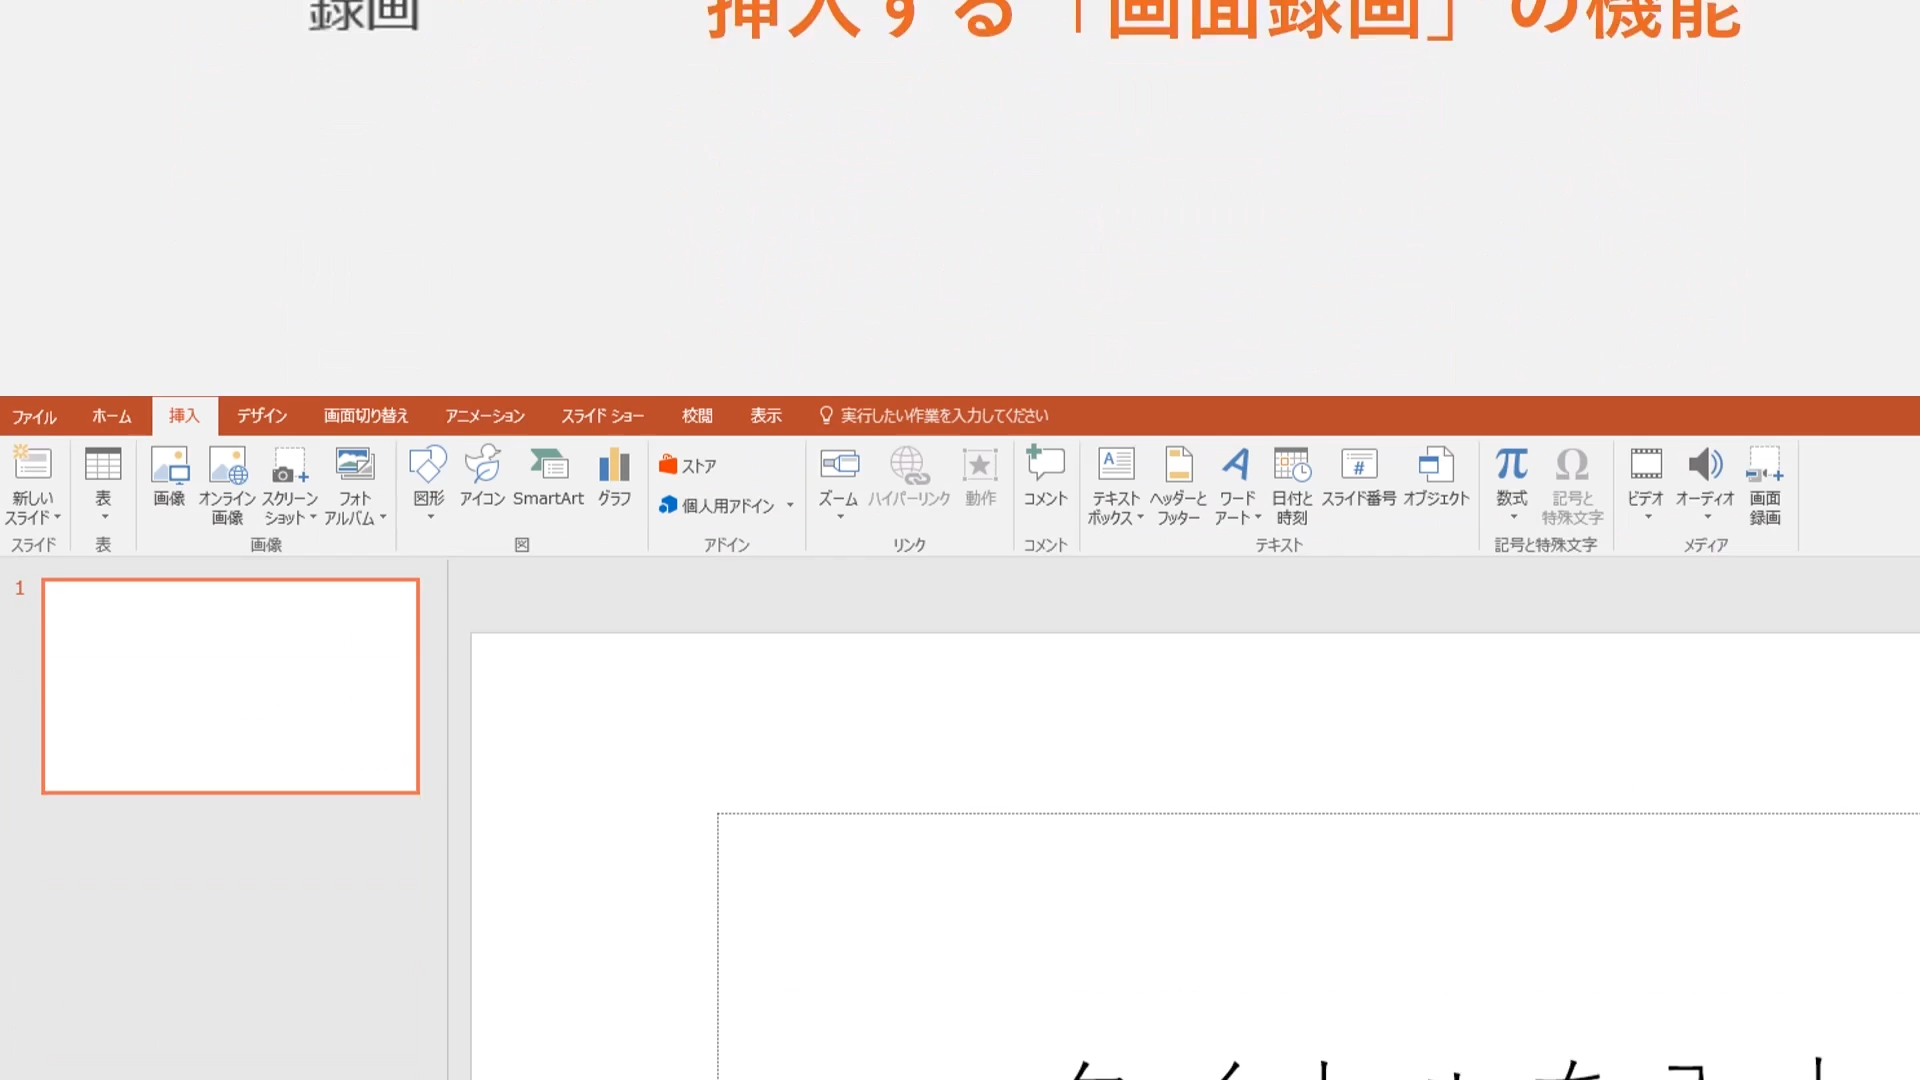 録画
挿入する「画面録画」の機能
ファイル ホーム 挿入 デザイン 画面切り替え アニメーション スライド ショー 校閲 表示 実行したい作業を入力してください
新しい
スライド
表
画像
オンライン
画像
スクリーン
ショット
フォト
アルバム
図形
アイコン
SmartArt
グラフ
ストア
個人用アドイン
ズーム
ハイパーリンク
動作
コメント
テキスト
ボックス
ヘッダーと
フッター
ワード
アート
日付と
時刻
スライド番号
オブジェクト
数式
記号と
特殊文字
ビデオ
オーディオ
画面
録画
スライド 表 画像 図 アドイン リンク コメント テキスト 記号と特殊文字 メディア
1